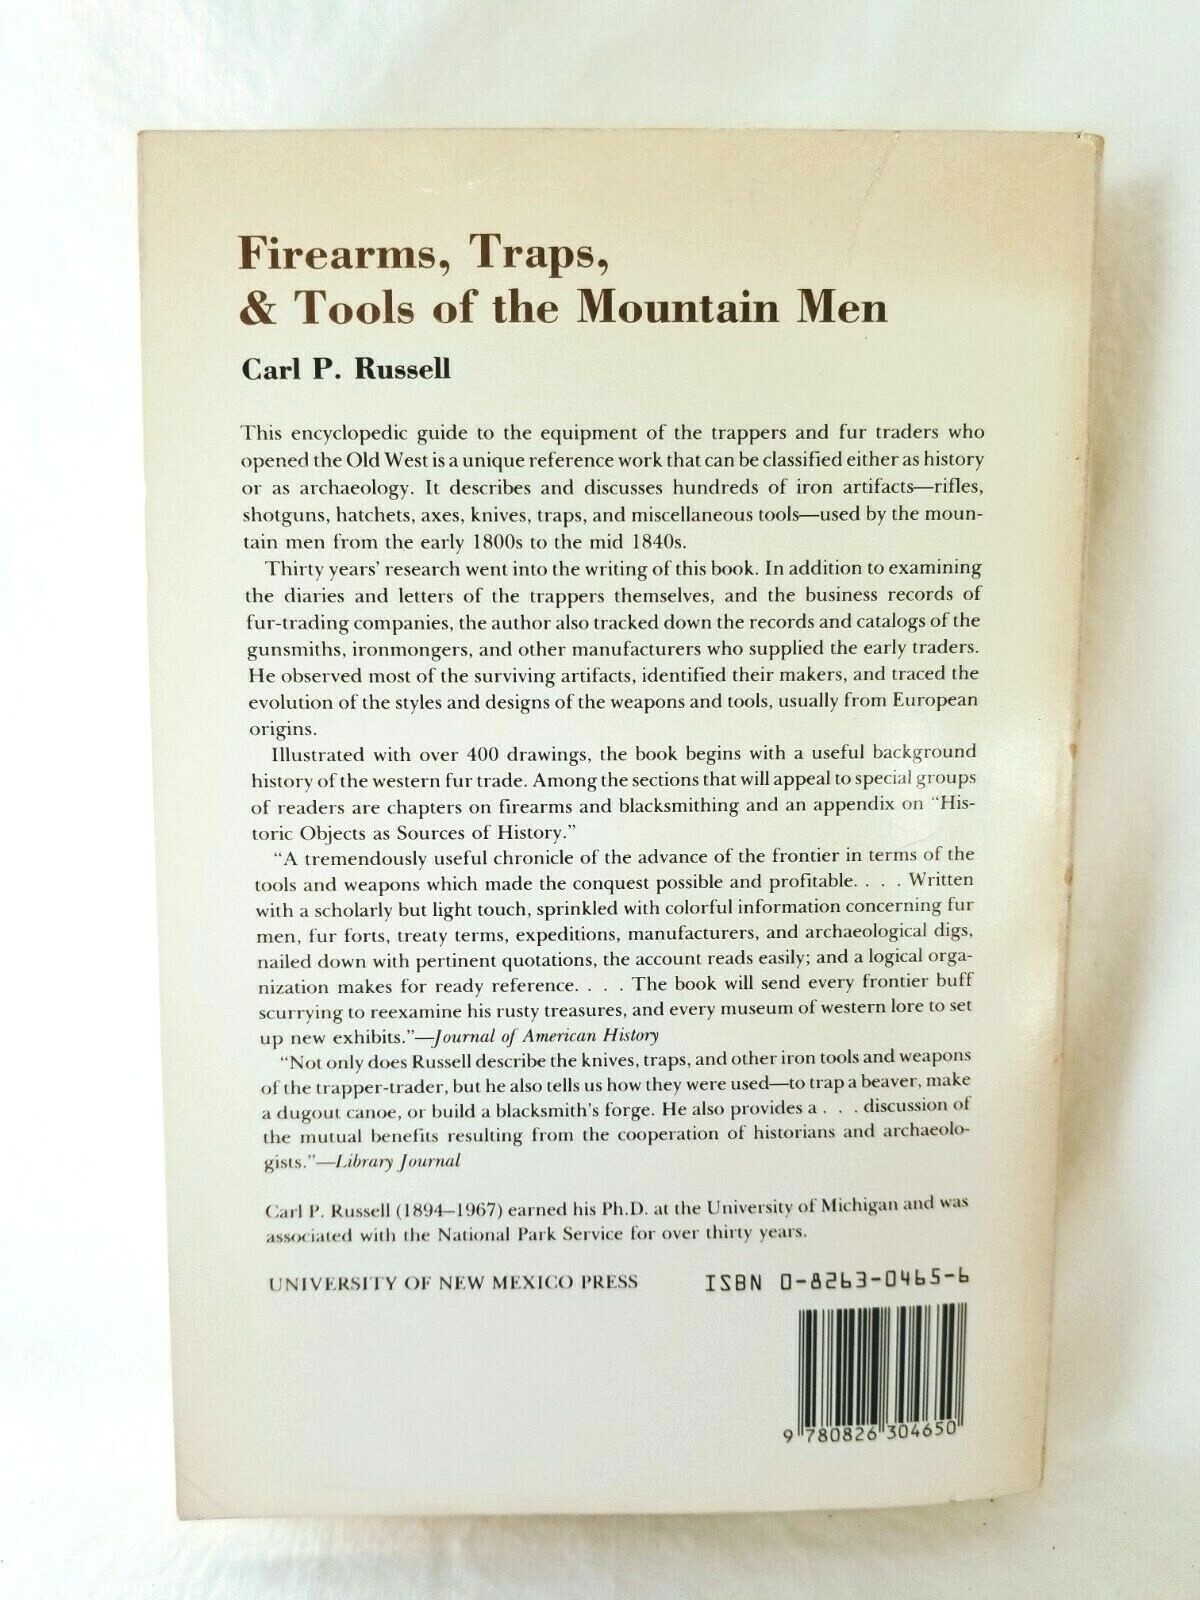 Firearms, Traps,
& Tools of the Mountain Men
Carl P. Russell
This encyclopedic guide to the equipment of the trappers and fur traders who
opened the Old West is a unique reference work that can be classified either as history
or as archaeology. It describes and discusses hundreds of iron artifacts—rifles,
shotguns, hatchets, axes, knives, traps, and miscellaneous tools—used by the moun-
tain men from the early 1800s to the mid 1840s.
Thirty years' research went into the writing of this book. In addition to examining
the diaries and letters of the trappers themselves, and the business records of
fur-trading companies, the author also tracked down the records and catalogs of the
gunsmiths, ironmongers, and other manufacturers who supplied the early traders.
He observed most of the surviving artifacts, identified their makers, and traced the
evolution of the styles and designs of the weapons and tools, usually from European
origins.
Illustrated with over 400 drawings, the book begins with a useful background
history of the western fur trade. Among the sections that will appeal to special groups
of readers are chapters on firearms and blacksmithing and an appendix on "His-
toric Objects as Sources of History."
"A tremendously useful chronicle of the advance of the frontier in terms of the
tools and weapons which made the conquest possible and profitable. . . . Written
with a scholarly but light touch, sprinkled with colorful information concerning fur
men, fur forts, treaty terms, expeditions, manufacturers, and archaeological digs,
nailed down with pertinent quotations, the account reads easily; and a logical orga-
nization makes for ready reference. . . . The book will send every frontier buff
scurrying to reexamine his rusty treasures, and every museum of western lore to set
up new exhibits."—Journal of American History
"Not only does Russell describe the knives, traps, and other iron tools and weapons
of the trapper-trader, but he also tells us how they were used—to trap a beaver, make
a dugout canoe, or build a blacksmith's forge. He also provides a . . . discussion of
the mutual benefits resulting from the cooperation of historians and archaeolo-
gists."—Library Journal
Carl P. Russell (1894–1967) earned his Ph.D. at the University of Michigan and was
associated with the National Park Service for over thirty years.
UNIVERSITY OF NEW MEXICO PRESS
ISBN 0-8263-0465-6
9 780826 304650